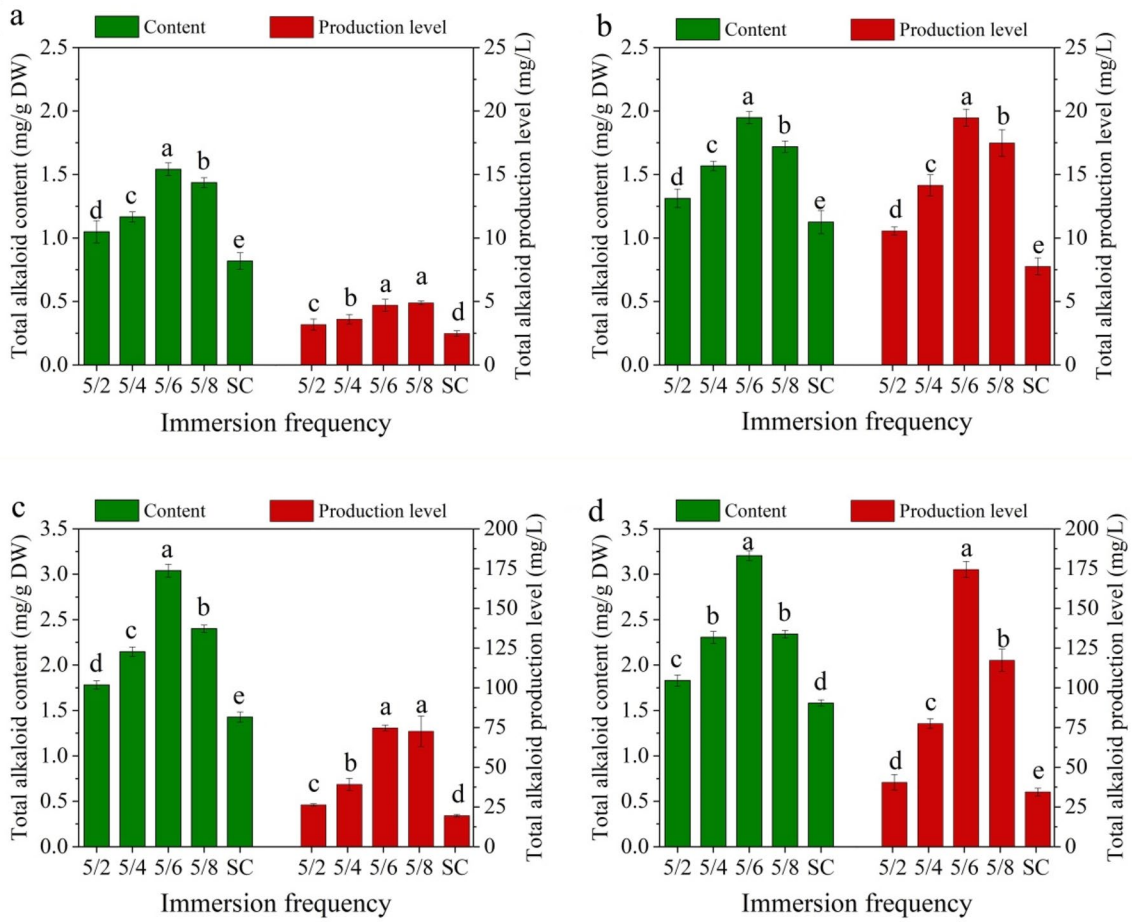 a
Content
Production level
Total alkaloid content (mg/g DW)
2.5
2.0
1.5
1.0
0.5
0.0
d
c
a
b
e
c
b
a
a
d
25
20
15
10
5
0
Total alkaloid production level (mg/L)
5/2 5/4 5/6 5/8 SC
5/2 5/4 5/6 5/8 SC
Immersion frequency
b
Content
Production level
Total alkaloid content (mg/g DW)
2.5
2.0
1.5
1.0
0.5
0.0
d
c
a
b
e
d
c
a
b
e
25
20
15
10
5
0
Total alkaloid production level (mg/L)
5/2 5/4 5/6 5/8 SC
5/2 5/4 5/6 5/8 SC
Immersion frequency
c
Content
Production level
Total alkaloid content (mg/g DW)
3.5
3.0
2.5
2.0
1.5
1.0
0.5
0.0
d
c
a
b
e
c
b
a
a
d
200
175
150
125
100
75
50
25
0
Total alkaloid production level (mg/L)
5/2 5/4 5/6 5/8 SC
5/2 5/4 5/6 5/8 SC
Immersion frequency
d
Content
Production level
Total alkaloid content (mg/g DW)
3.5
3.0
2.5
2.0
1.5
1.0
0.5
0.0
c
b
a
b
d
d
c
a
b
e
200
175
150
125
100
75
50
25
0
Total alkaloid production level (mg/L)
5/2 5/4 5/6 5/8 SC
5/2 5/4 5/6 5/8 SC
Immersion frequency